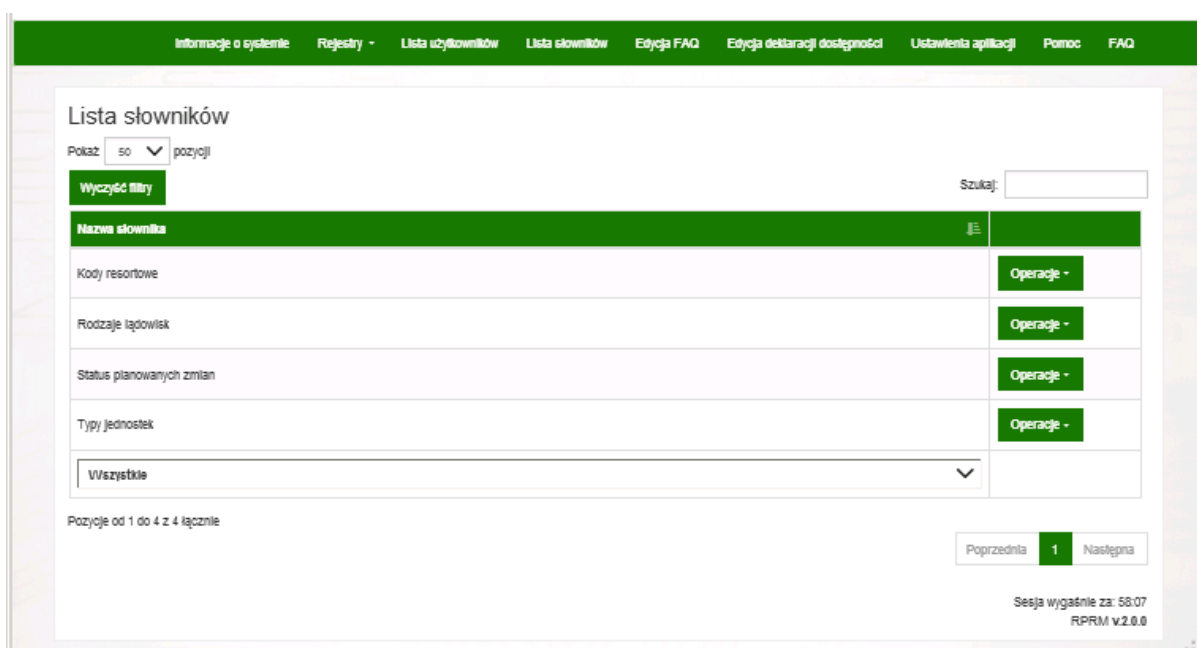 Informacje o systemie Rejestry Lista użytkowników Lista słowników Edycja FAQ Edycja deklaracji dostępności Ustawienia aplikacji Pomoc FAQ
Lista słowników
Pokaż 50 pozycji
Wyczyść filtry Szukaj:
Nazwa słownika
Kody resortowe Operacje
Rodzaje lądowisk Operacje
Status planowanych zmian Operacje
Typy jednostek Operacje
Wszystkie
Pozycje od 1 do 4 z 4 łącznie
Poprzednia 1 Następna
Sesja wygaśnie za: 58:07
RPRM v.2.0.0